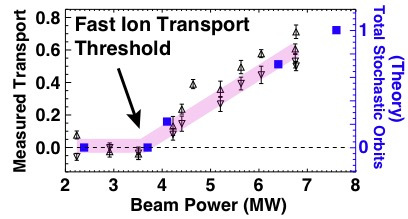 Fast Ion Transport
Threshold
Measured Transport
0.8
0.6
0.4
0.2
0.0
2 3 4 5 6 7 8
Beam Power (MW)
1
0
Total Stochastic Orbits
(Theory)